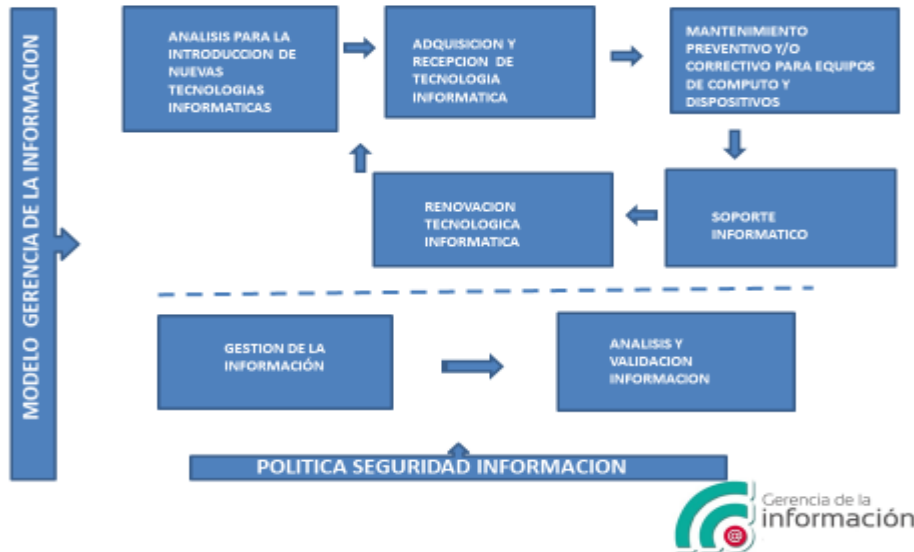 MODELO GERENCIA DE LA INFORMACION
ANALISIS PARA LA
INTRODUCCION DE
NUEVAS
TECNOLOGIAS
INFORMATICAS
ADQUISICION Y
RECEPCION DE
TECNOLOGIA
INFORMATICA
MANTENIMIENTO
PREVENTIVO Y/O
CORRECTIVO PARA EQUIPOS
DE COMPUTO Y
DISPOSITIVOS
RENOVACION
TECNOLOGICA
INFORMATICA
SOPORTE
INFORMATICO
GESTION DE LA
INFORMACIÓN
ANALISIS Y
VALIDACION
INFORMACION
POLITICA SEGURIDAD INFORMACION
Gerencia de la
información
@